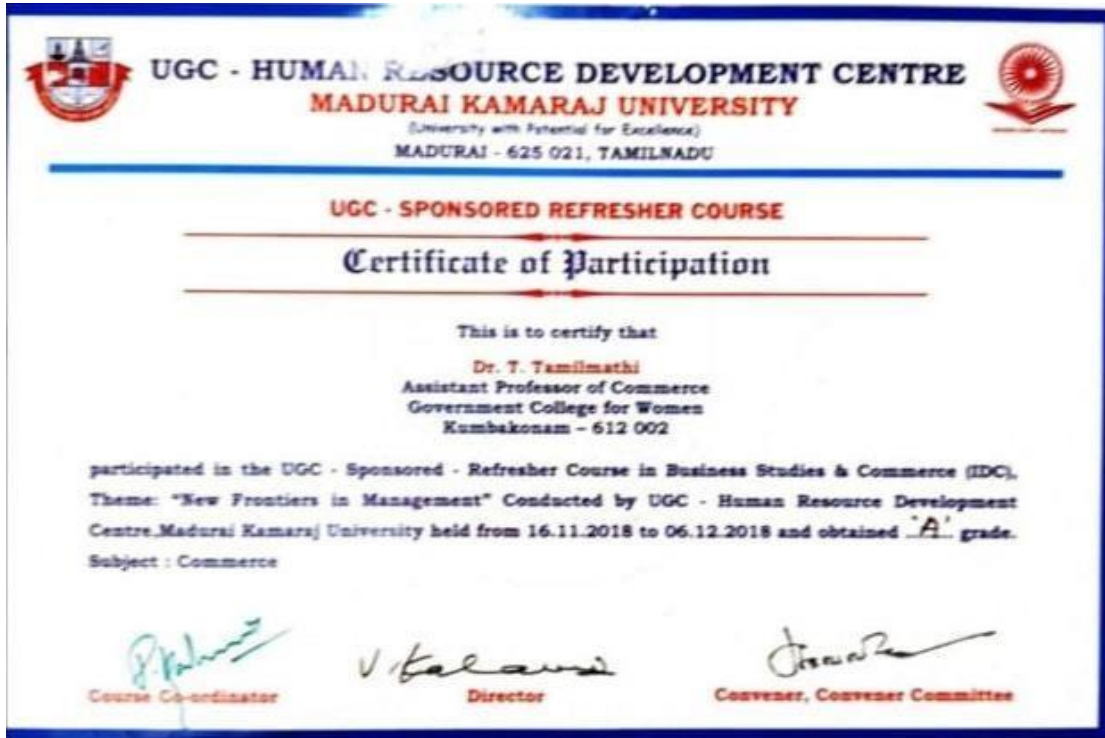 UGC - HUMAN RESOURCE DEVELOPMENT CENTRE
MADURAI KAMARAJ UNIVERSITY
(University with Potential for Excellence)
MADURAI - 625 021, TAMILNADU
UGC - SPONSORED REFRESHER COURSE
Certificate of Participation
This is to certify that
Dr. T. Tamilmathi
Assistant Professor of Commerce
Government College for Women
Kumbakonam – 612 002
participated in the UGC - Sponsored - Refresher Course in Business Studies & Commerce (IDC),
Theme: "New Frontiers in Management" Conducted by UGC - Human Resource Development
Centre,Madurai Kamaraj University held from 16.11.2018 to 06.12.2018 and obtained 'A' grade.
Subject : Commerce
Course Co-ordinator
Director
Convener, Convener Committee